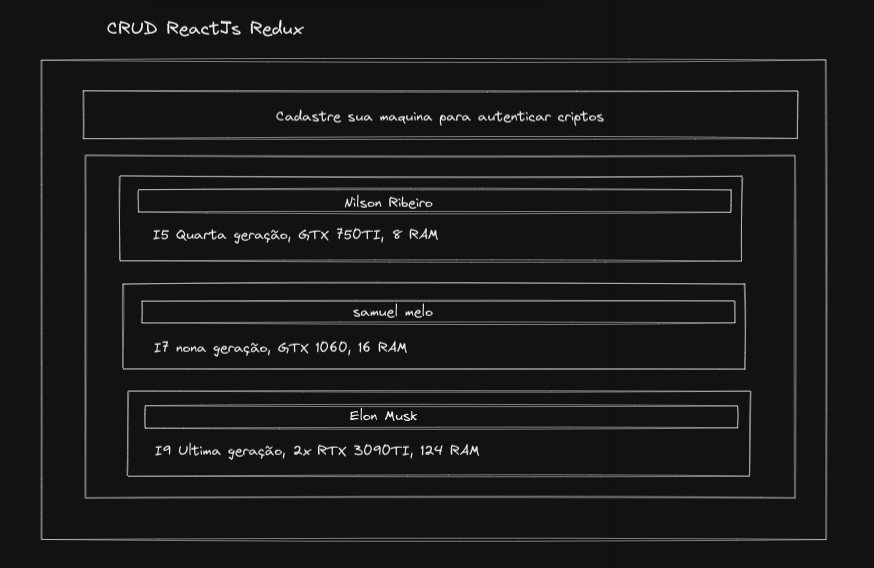 CRUD ReactJs Redux
Cadastre sua maquina para autenticar criptos
Nilson Ribeiro
I5 Quarta geração, GTX 750TI, 8 RAM
samuel melo
I7 nona geração, GTX 1060, 16 RAM
Elon Musk
I9 Ultima geração, 2x RTX 3090TI, 124 RAM